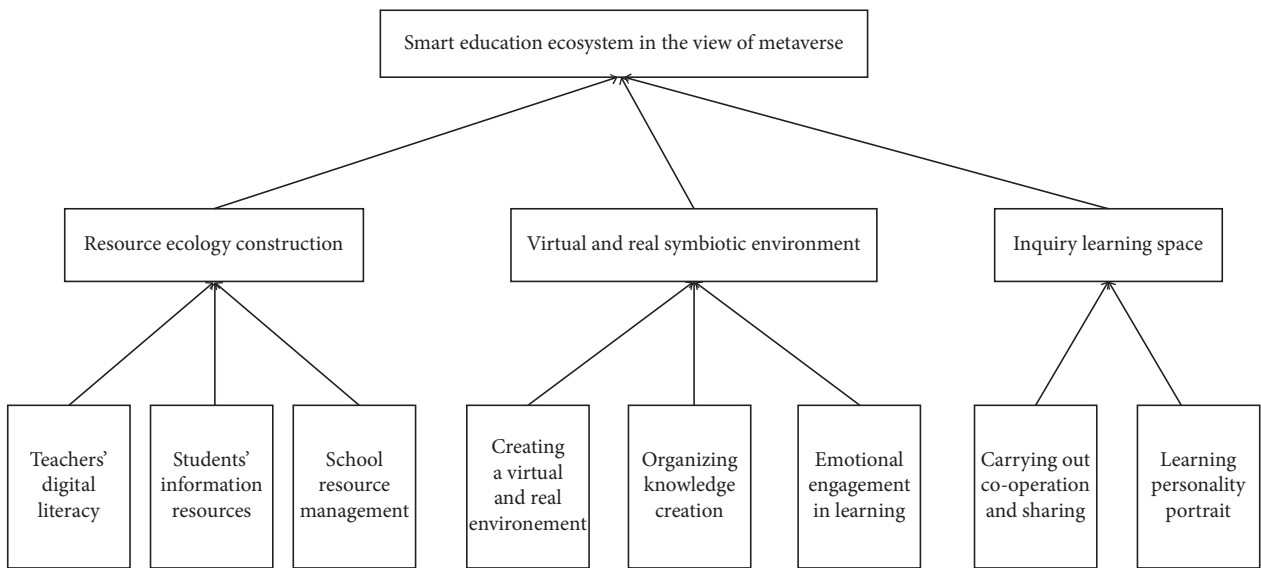 Smart education ecosystem in the view of metaverse
Resource ecology construction
Virtual and real symbiotic environment
Inquiry learning space
Teachers’
digital
literacy
Students’
information
resources
School
resource
management
Creating
a virtual
and real
environement
Organizing
knowledge
creation
Emotional
engagement
in learning
Carrying out
co-operation
and sharing
Learning
personality
portrait